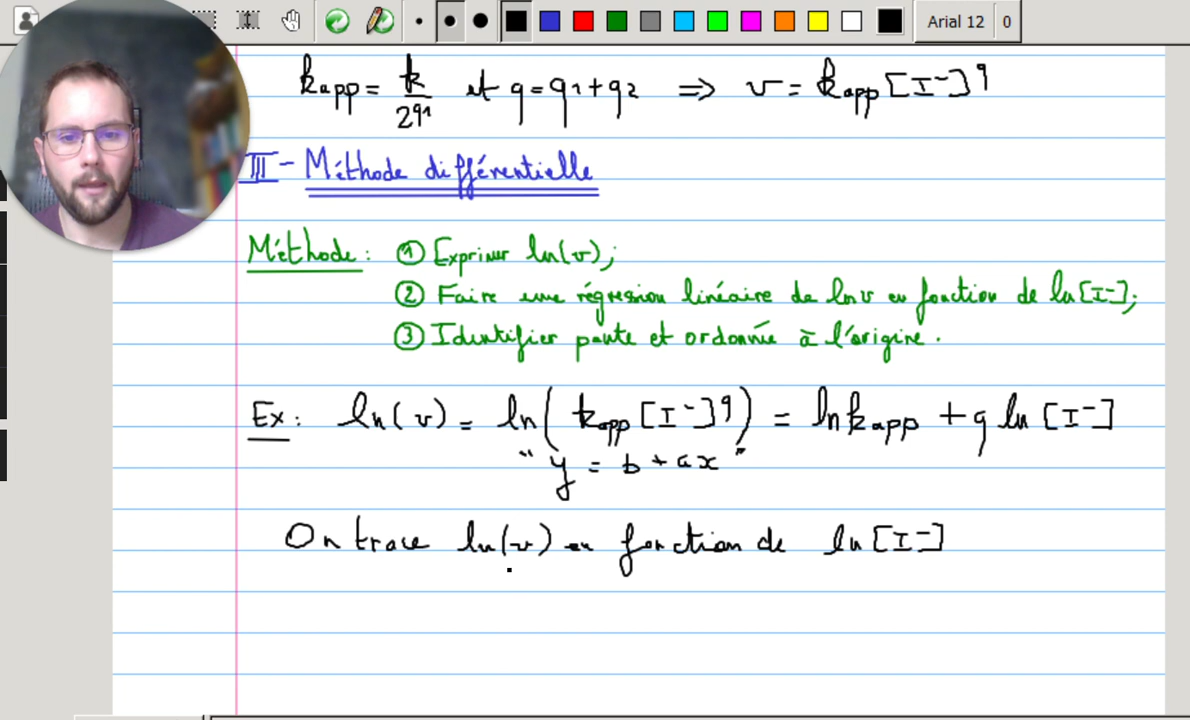 Arial 12 0
kapp = k/2^q1 et q = q1 + q2 ⇒ v = kapp [I⁻]^q
III - Méthode différentielle
Méthode : ① Exprimer ln(v);
② Faire une régression linéaire de ln v en fonction de ln [I⁻];
③ Identifier pente et ordonnée à l'origine.
Ex : ln(v) = ln( kapp [I⁻]^q ) = ln kapp + q ln [I⁻]
" y = b + ax "
On trace ln(v) en fonction de ln [I⁻]